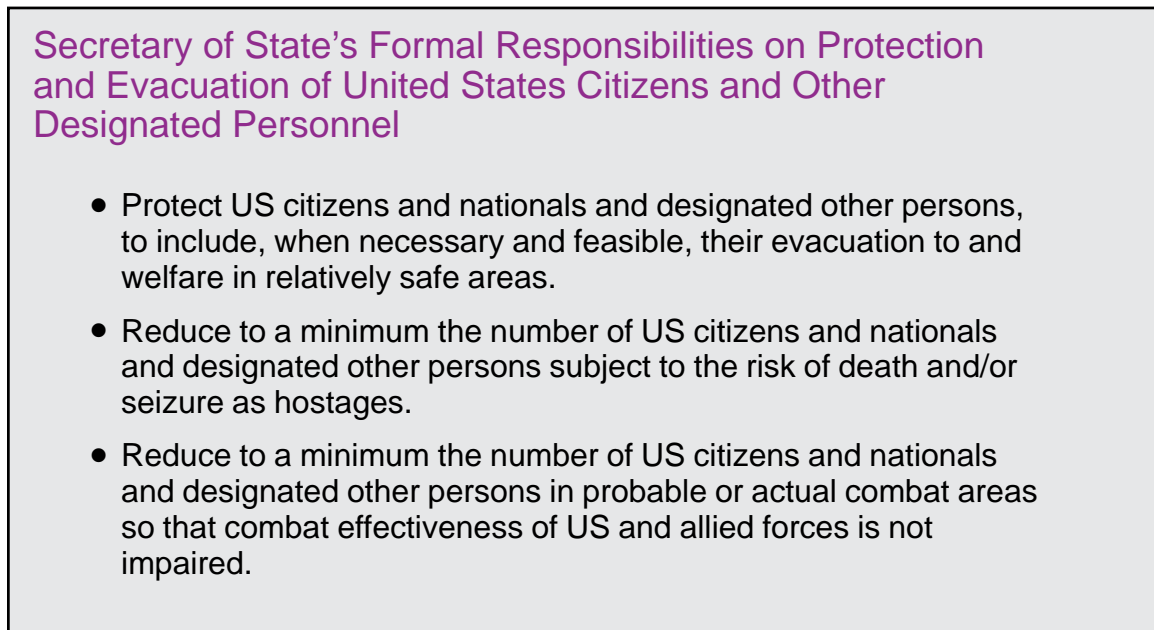 Secretary of State’s Formal Responsibilities on Protection
and Evacuation of United States Citizens and Other
Designated Personnel
• Protect US citizens and nationals and designated other persons,
to include, when necessary and feasible, their evacuation to and
welfare in relatively safe areas.
• Reduce to a minimum the number of US citizens and nationals
and designated other persons subject to the risk of death and/or
seizure as hostages.
• Reduce to a minimum the number of US citizens and nationals
and designated other persons in probable or actual combat areas
so that combat effectiveness of US and allied forces is not
impaired.